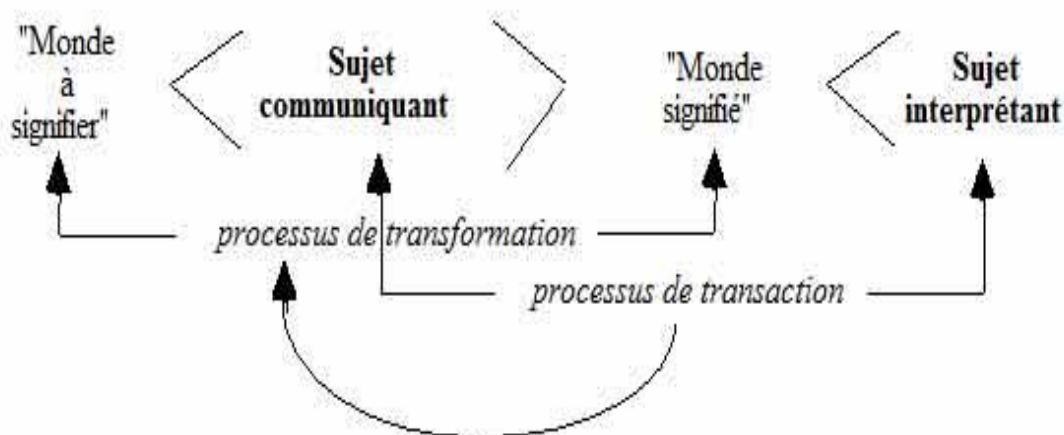 "Monde
à
signifier"
Sujet
communiquant
"Monde
signifié"
Sujet
interprétant
processus de transformation
processus de transaction